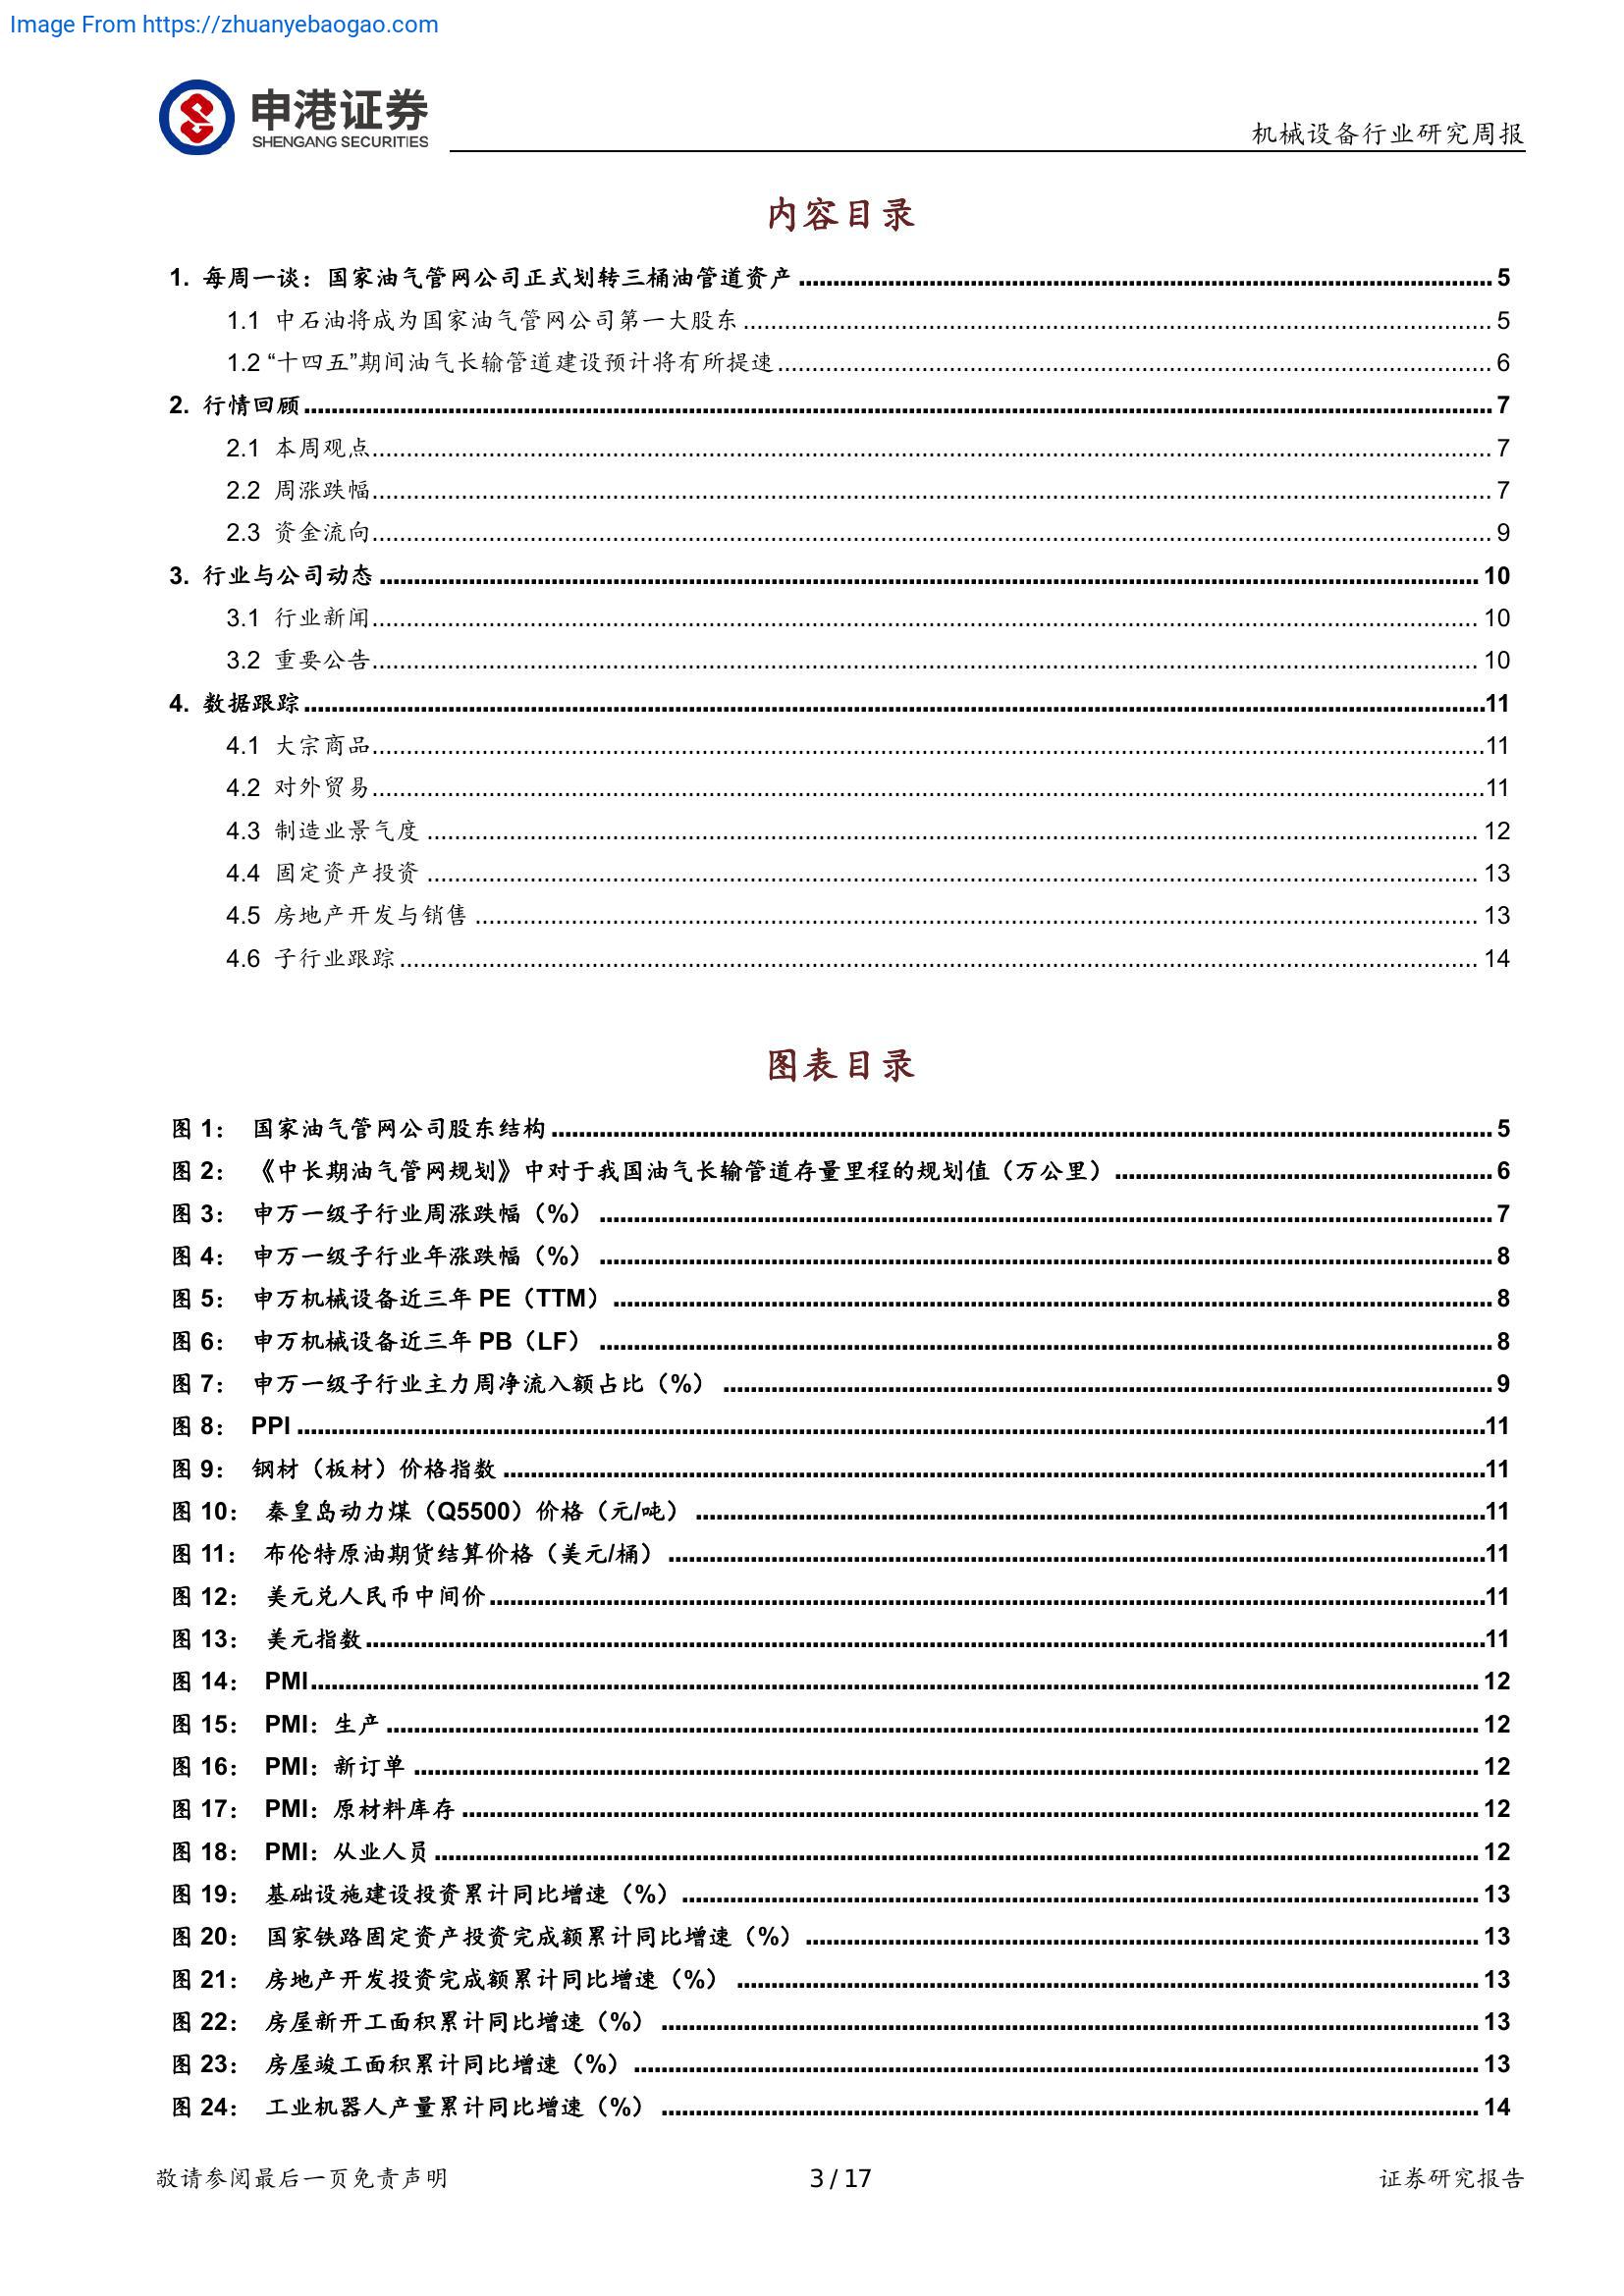 Image From https://zhuanyebaogao.com
申港证券
SHENGANG SECURITIES
机械设备行业研究周报
内容目录
1. 每周一谈：国家油气管网公司正式划转三桶油管道资产 5
1.1 中石油将成为国家油气管网公司第一大股东 5
1.2 “十四五”期间油气长输管道建设预计将有所提速 6
2. 行情回顾 7
2.1 本周观点 7
2.2 周涨跌幅 7
2.3 资金流向 9
3. 行业与公司动态 10
3.1 行业新闻 10
3.2 重要公告 10
4. 数据跟踪 11
4.1 大宗商品 11
4.2 对外贸易 11
4.3 制造业景气度 12
4.4 固定资产投资 13
4.5 房地产开发与销售 13
4.6 子行业跟踪 14
图表目录
图 1： 国家油气管网公司股东结构 5
图 2： 《中长期油气管网规划》中对于我国油气长输管道存量里程的规划值（万公里） 6
图 3： 申万一级子行业周涨跌幅（%） 7
图 4： 申万一级子行业年涨跌幅（%） 8
图 5： 申万机械设备近三年 PE（TTM） 8
图 6： 申万机械设备近三年 PB（LF） 8
图 7： 申万一级子行业主力周净流入额占比（%） 9
图 8： PPI 11
图 9： 钢材（板材）价格指数 11
图 10： 秦皇岛动力煤（Q5500）价格（元/吨） 11
图 11： 布伦特原油期货结算价格（美元/桶） 11
图 12： 美元兑人民币中间价 11
图 13： 美元指数 11
图 14： PMI 12
图 15： PMI：生产 12
图 16： PMI：新订单 12
图 17： PMI：原材料库存 12
图 18： PMI：从业人员 12
图 19： 基础设施建设投资累计同比增速（%） 13
图 20： 国家铁路固定资产投资完成额累计同比增速（%） 13
图 21： 房地产开发投资完成额累计同比增速（%） 13
图 22： 房屋新开工面积累计同比增速（%） 13
图 23： 房屋竣工面积累计同比增速（%） 13
图 24： 工业机器人产量累计同比增速（%） 14
敬请参阅最后一页免责声明
3 / 17
证券研究报告